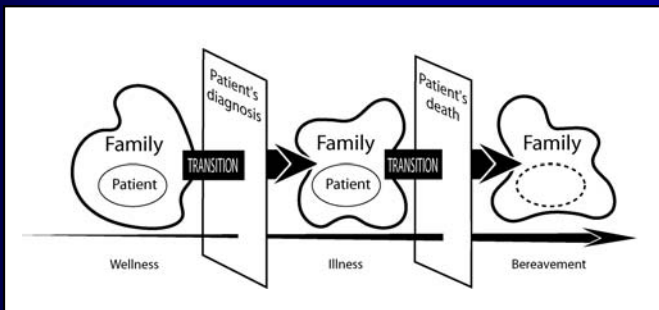 Patient's
diagnosis
Patient's
death
Family
Patient
TRANSITION
Family
Patient
TRANSITION
Family
Wellness
Illness
Bereavement